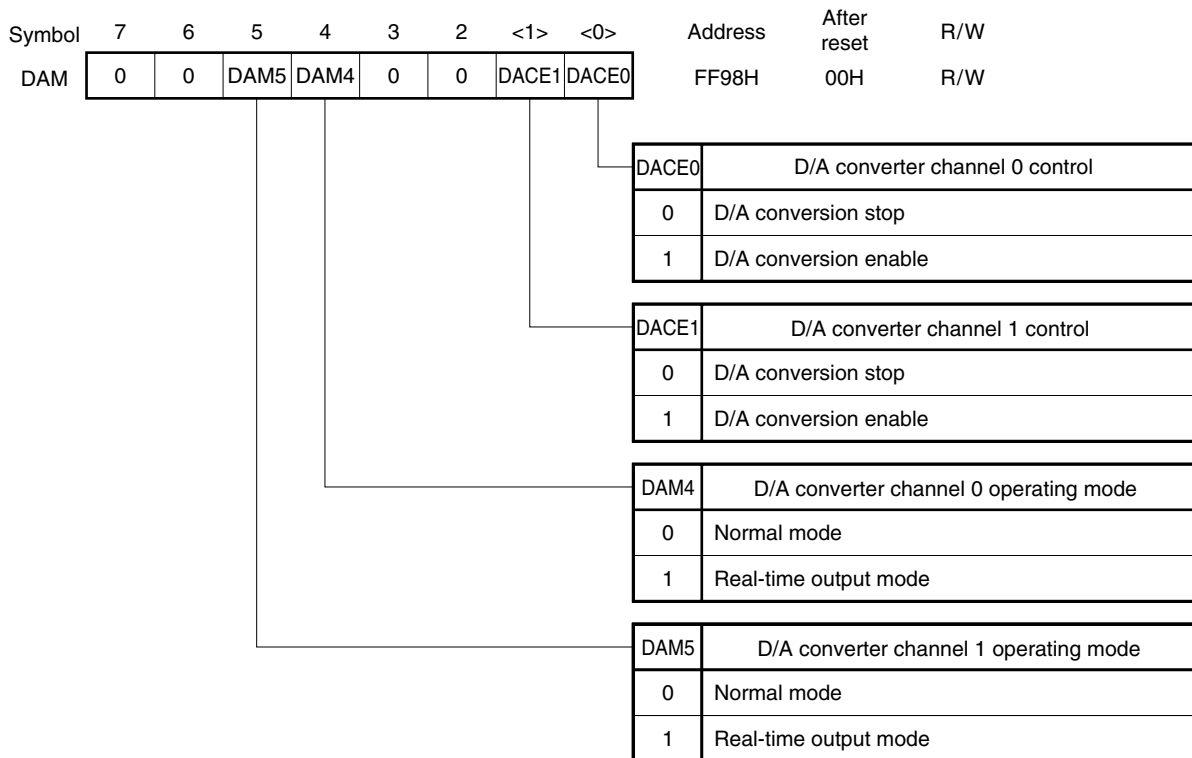 Symbol 7 6 5 4 3 2 <1> <0> Address After reset R/W
DAM 0 0 DAM5 DAM4 0 0 DACE1 DACE0 FF98H 00H R/W
DACE0 D/A converter channel 0 control
0 D/A conversion stop
1 D/A conversion enable
DACE1 D/A converter channel 1 control
0 D/A conversion stop
1 D/A conversion enable
DAM4 D/A converter channel 0 operating mode
0 Normal mode
1 Real-time output mode
DAM5 D/A converter channel 1 operating mode
0 Normal mode
1 Real-time output mode